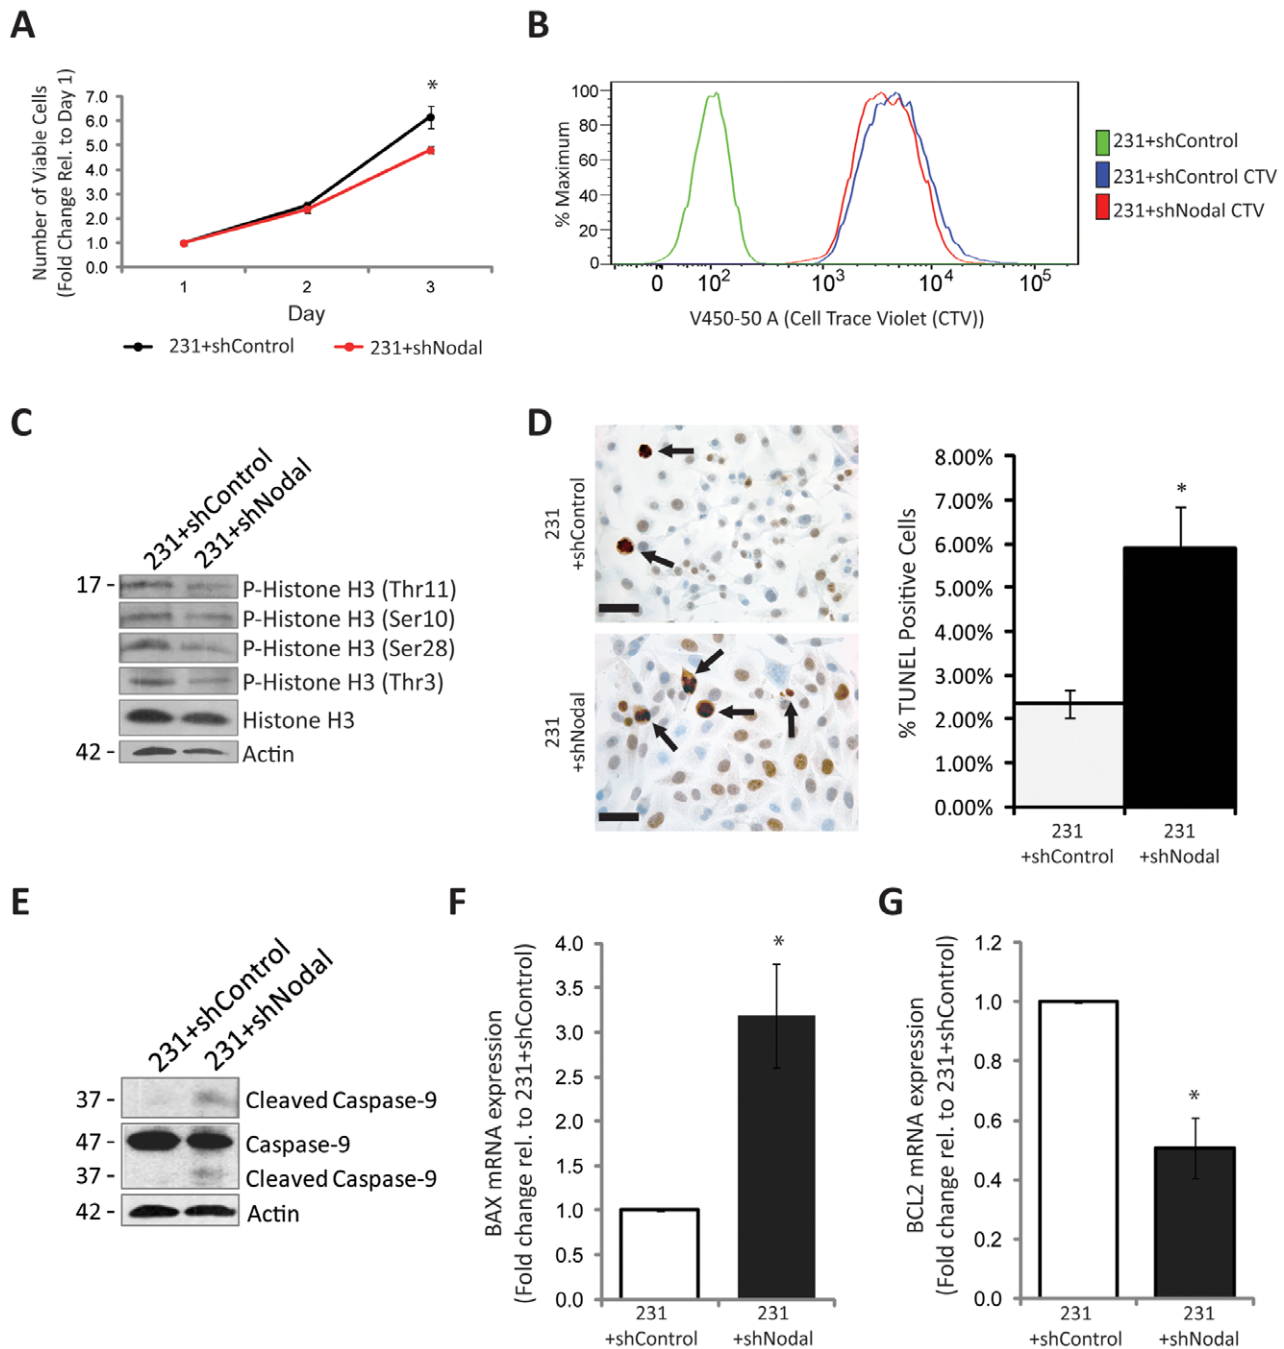 A
Number of Viable Cells
(Fold Change Rel. to Day 1)
7.0
6.0
5.0
4.0
3.0
2.0
1.0
0.0
*
1
2
3
Day
231+shControl
231+shNodal
B
% Maximum
100
80
60
40
20
0
0
10²
10³
10⁴
10⁵
V450-50 A (Cell Trace Violet (CTV))
231+shControl
231+shControl CTV
231+shNodal CTV
C
231+shControl
231+shNodal
17 -
P-Histone H3 (Thr11)
P-Histone H3 (Ser10)
P-Histone H3 (Ser28)
P-Histone H3 (Thr3)
Histone H3
42 -
Actin
D
231
+shControl
231
+shNodal
% TUNEL Positive Cells
8.00%
7.00%
6.00%
5.00%
4.00%
3.00%
2.00%
1.00%
0.00%
*
231
+shControl
231
+shNodal
E
231+shControl
231+shNodal
37 -
Cleaved Caspase-9
47 -
Caspase-9
37 -
Cleaved Caspase-9
42 -
Actin
F
BAX mRNA expression
(Fold change rel. to 231+shControl)
4.0
3.5
3.0
2.5
2.0
1.5
1.0
0.5
0.0
*
231
+shControl
231
+shNodal
G
BCL2 mRNA expression
(Fold change rel. to 231+shControl)
1.2
1.0
0.8
0.6
0.4
0.2
0.0
*
231
+shControl
231
+shNodal